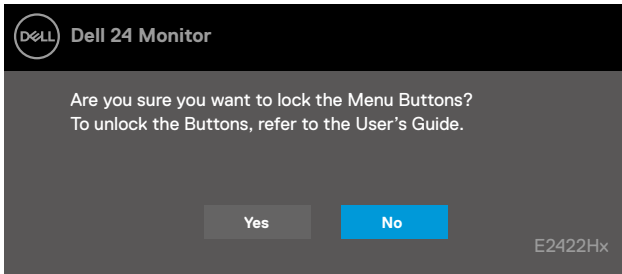 DELL
Dell 24 Monitor
Are you sure you want to lock the Menu Buttons?
To unlock the Buttons, refer to the User’s Guide.
Yes No
E2422Hx